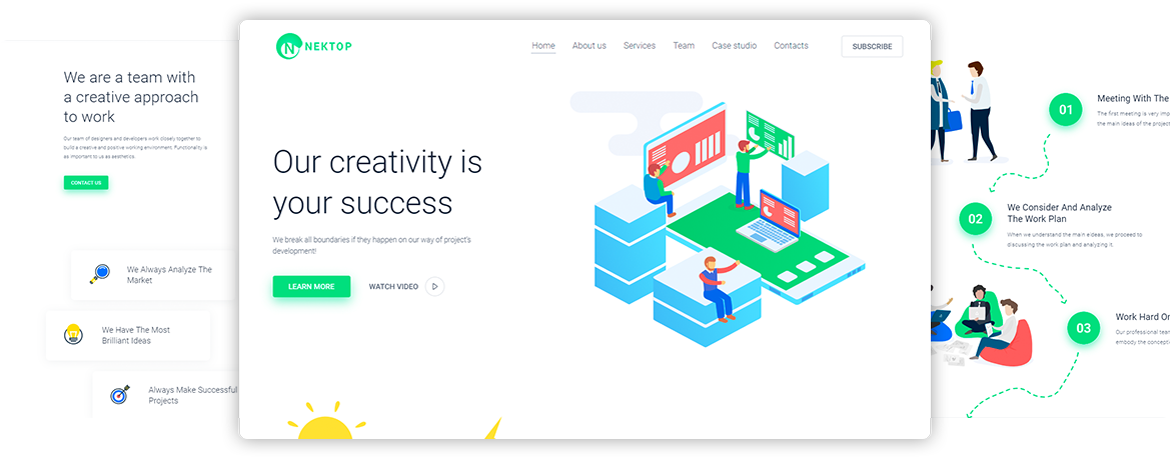 We are a team with
a creative approach
to work
Our team of designers and developers work closely together to
build a creative and positive working environment. Functionality is
as important to us as aesthetics.
CONTACT US
We Always Analyze The
Market
We Have The Most
Brilliant Ideas
Always Make Successful
Projects
NEKTOP
Home
About us
Services
Team
Case studio
Contacts
SUBSCRIBE
Our creativity is
your success
We break all boundaries if they happen on our way of project's
development!
LEARN MORE
WATCH VIDEO
01
Meeting With The
The first meeting is very imp
the main ideas of the project
02
We Consider And Analyze
The Work Plan
When we understand the main eideas, we proceed to
discussing the work plan and analyzing it.
03
Work Hard On
Our professional team
embody the concepti